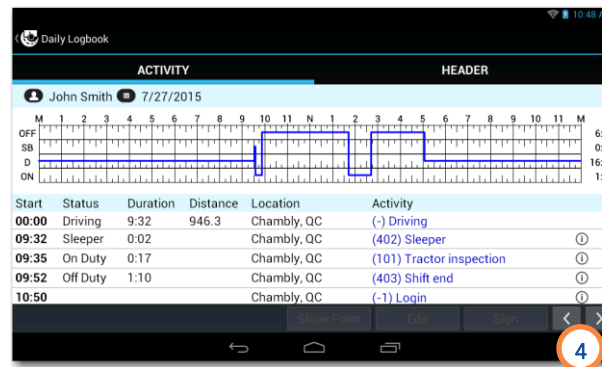 10:48 A
Daily Logbook
ACTIVITY HEADER
John Smith 7/27/2015
M 1 2 3 4 5 6 7 8 9 10 11 N 1 2 3 4 5 6 7 8 9 10 11 M
OFF 6:
SB 0:
D 16:
ON 1:
Start Status Duration Distance Location Activity
00:00 Driving 9:32 946.3 Chambly, QC (-) Driving
09:32 Sleeper 0:02 Chambly, QC (402) Sleeper
09:35 On Duty 0:17 Chambly, QC (101) Tractor inspection
09:52 Off Duty 1:10 Chambly, QC (403) Shift end
10:50 Chambly, QC (-1) Login
Show Form Edit Sign
4